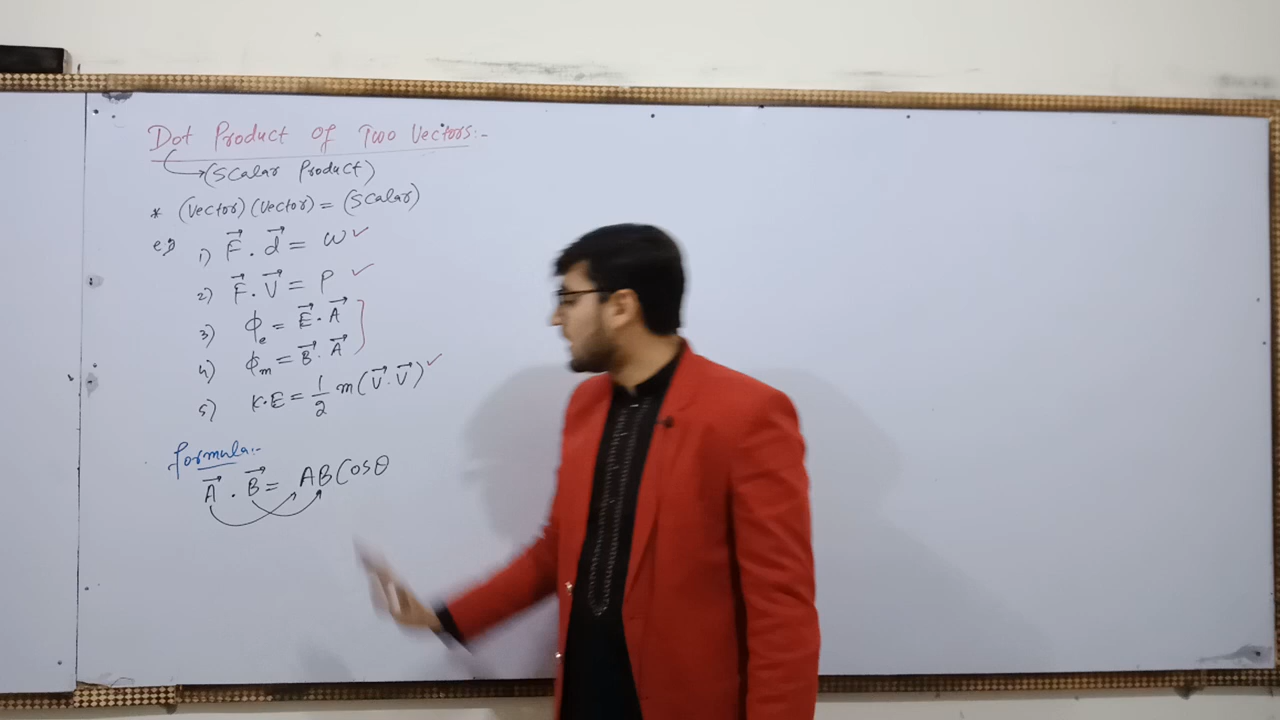 Dot Product of Two Vectors:-
(Scalar Product)
* (Vector)(Vector) = (Scalar)
e.g 1) F⃗ . d⃗ = W ✓
2) F⃗ . V⃗ = P ✓
3) ϕe = E⃗ . A⃗
4) ϕm = B⃗ . A⃗
5) K.E = 1/2 m(V⃗ . V⃗) ✓
formula:-
A⃗ . B⃗ = AB Cosθ